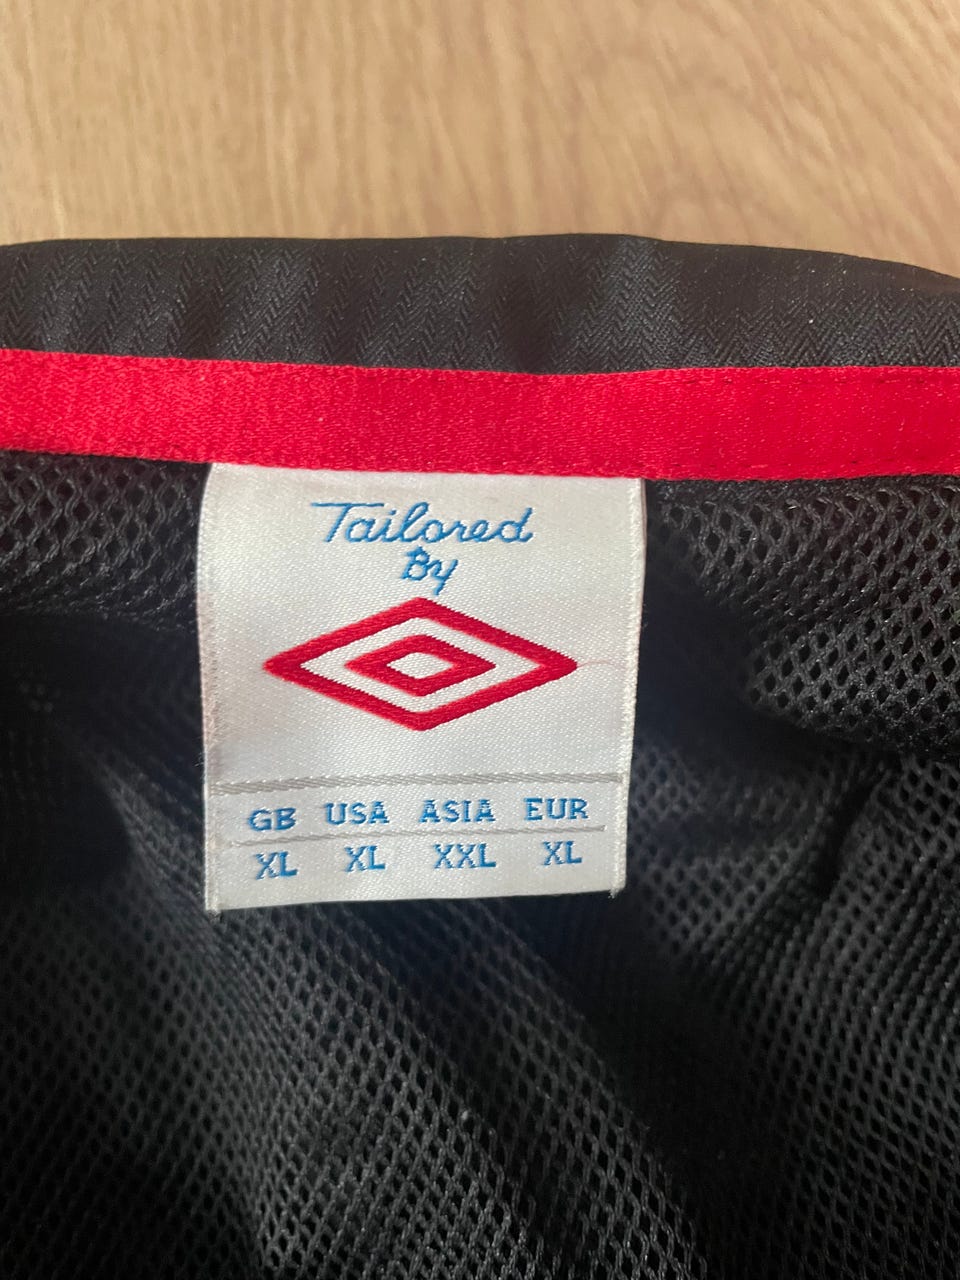 Tailored
By
GB USA ASIA EUR
XL XL XXL XL